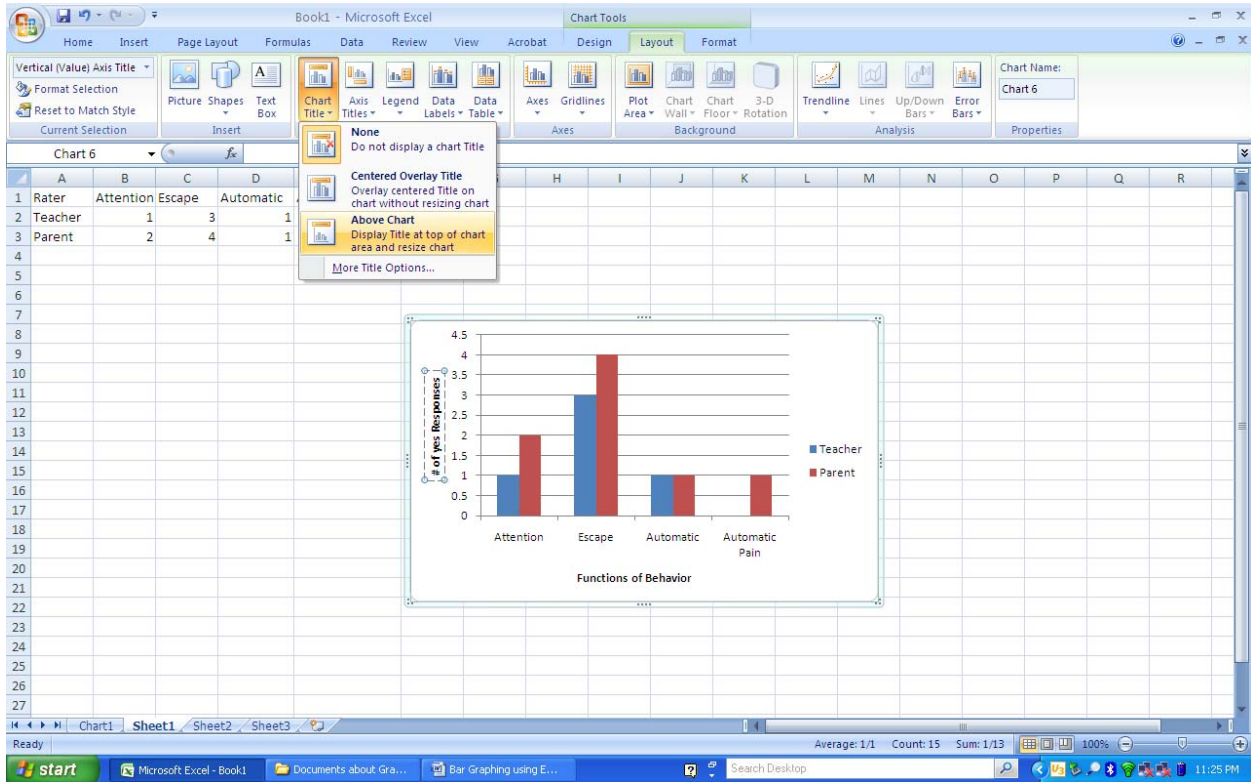 Book1 - Microsoft Excel
Chart Tools
Home Insert Page Layout Formulas Data Review View Acrobat Design Layout Format
Vertical (Value) Axis Title
Format Selection
Reset to Match Style
Current Selection
Picture Shapes Text Box
Insert
Chart Title Axis Titles Legend Data Labels Data Table
Axes Gridlines
Axes
Plot Area Chart Wall Chart Floor 3-D Rotation
Background
Trendline Lines Up/Down Bars Error Bars
Analysis
Chart Name:
Chart 6
Properties
None
Do not display a chart Title
Centered Overlay Title
Overlay centered Title on
chart without resizing chart
Above Chart
Display Title at top of chart
area and resize chart
More Title Options...
Chart 6 fx
A B C D H I J K L M N O P Q R
1 Rater Attention Escape Automatic
2 Teacher 1 3 1
3 Parent 2 4 1
4
5
6
7
8
9
10
11
12
13
14
15
16
17
18
19
20
21
22
23
24
25
26
27
# of yes Responses
4.5
4
3.5
3
2.5
2
1.5
1
0.5
0
Attention Escape Automatic Automatic
Pain
Functions of Behavior
Teacher
Parent
Chart1 Sheet1 Sheet2 Sheet3
Ready Average: 1/1 Count: 15 Sum: 1/13 100%
start Microsoft Excel - Book1 Documents about Gra... Bar Graphing using E... Search Desktop 11:25 PM